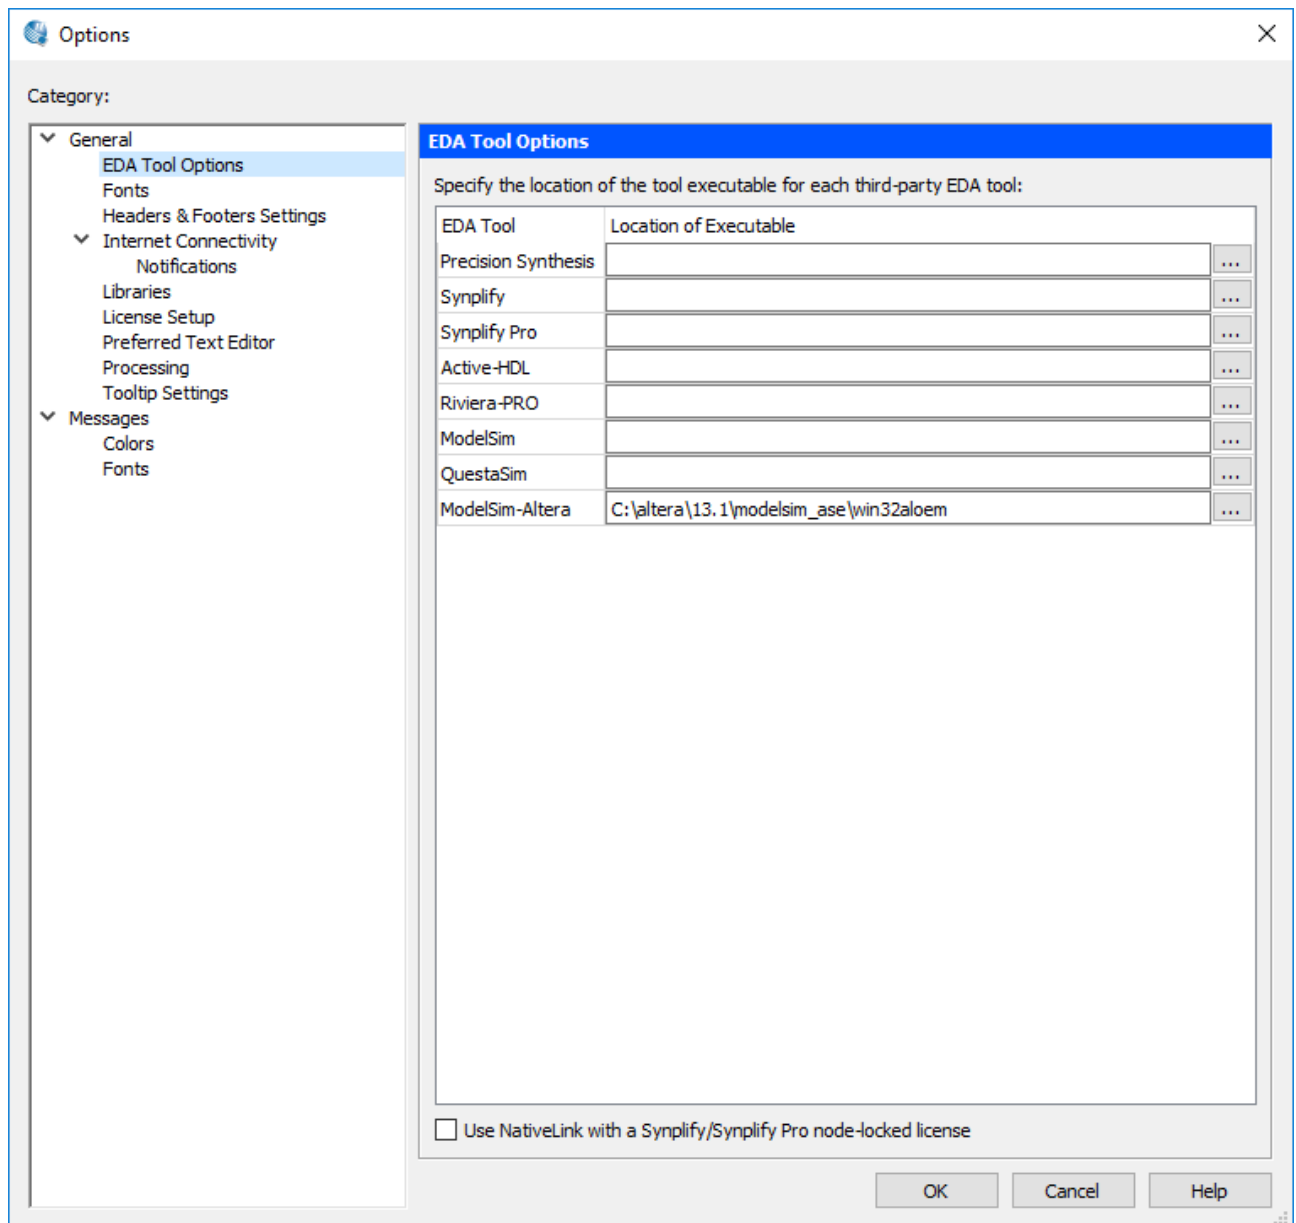 Options
Category:
General
EDA Tool Options
Fonts
Headers & Footers Settings
Internet Connectivity
Notifications
Libraries
License Setup
Preferred Text Editor
Processing
Tooltip Settings
Messages
Colors
Fonts
EDA Tool Options
Specify the location of the tool executable for each third-party EDA tool:
EDA Tool Location of Executable
Precision Synthesis ...
Synplify ...
Synplify Pro ...
Active-HDL ...
Riviera-PRO ...
ModelSim ...
QuestaSim ...
ModelSim-Altera C:\altera\13.1\modelsim_ase\win32aloem ...
Use NativeLink with a Synplify/Synplify Pro node-locked license
OK Cancel Help